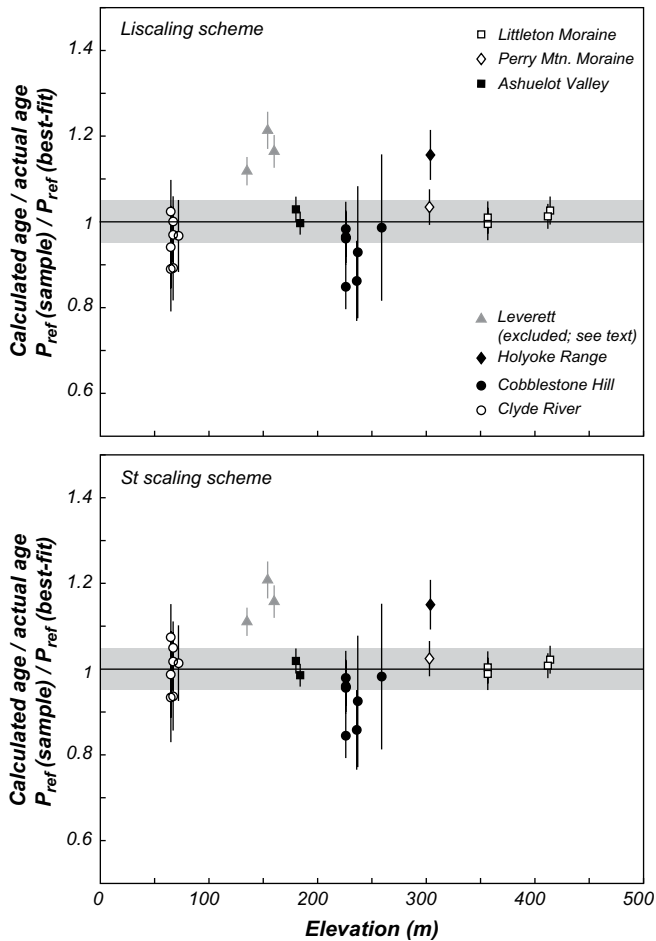 Liscaling scheme
Littleton Moraine
Perry Mtn. Moraine
Ashuelot Valley
1.4
1.2
1
0.8
0.6
Calculated age / actual age
Pref (sample) / Pref (best-fit)
Leverett
(excluded; see text)
Holyoke Range
Cobblestone Hill
Clyde River
St scaling scheme
1.4
1.2
1
0.8
0.6
Calculated age / actual age
Pref (sample) / Pref (best-fit)
0 100 200 300 400 500
Elevation (m)